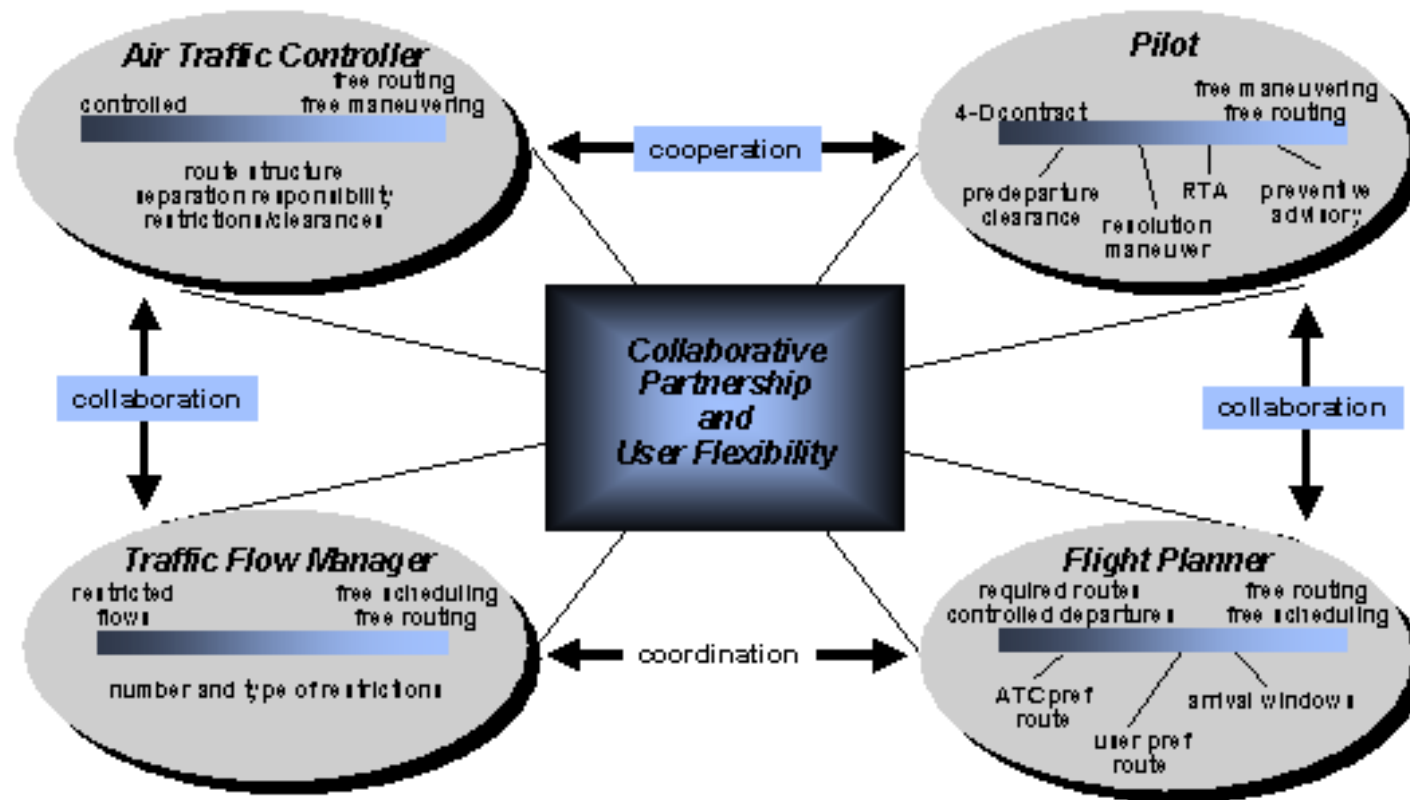 Air Traffic Controller
free routing
controlled free maneuvering
route structure
separation responsibility
restrictions/clearances
cooperation
Pilot
free maneuvering
4-D contract free routing
predeparture
clearance
resolution
maneuver
RTA
preventive
advisory
collaboration
Collaborative
Partnership
and
User Flexibility
collaboration
Traffic Flow Manager
restricted free scheduling
flows free routing
number and type of restrictions
coordination
Flight Planner
required routes free routing
controlled departures free scheduling
ATC pref
route
user pref
route
arrival windows